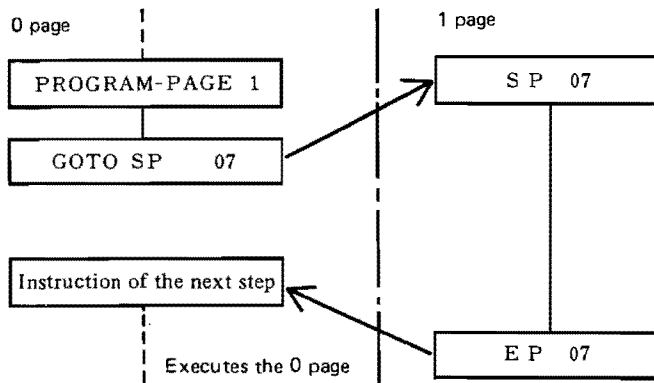 0 page
1 page
PROGRAM-PAGE 1
SP 07
GOTO SP 07
Instruction of the next step
Executes the 0 page
EP 07